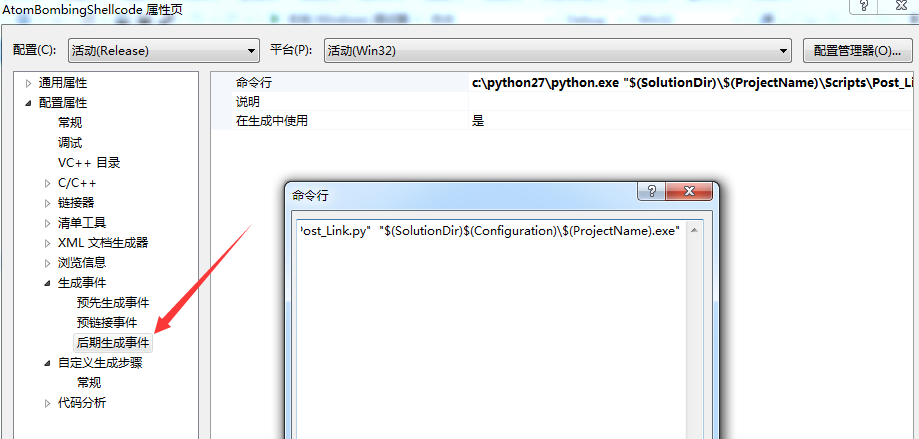 AtomBombingShellcode 属性页
配置(C): 活动(Release) 平台(P): 活动(Win32) 配置管理器(O)...
通用属性
配置属性
常规
调试
VC++ 目录
C/C++
链接器
清单工具
XML 文档生成器
浏览信息
生成事件
预先生成事件
预链接事件
后期生成事件
自定义生成步骤
常规
代码分析
命令行 c:\python27\python.exe "$(SolutionDir)\$(ProjectName)\Scripts\Post_Li
说明
在生成中使用 是
命令行
Post_Link.py" "$(SolutionDir)$(Configuration)\$(ProjectName).exe"